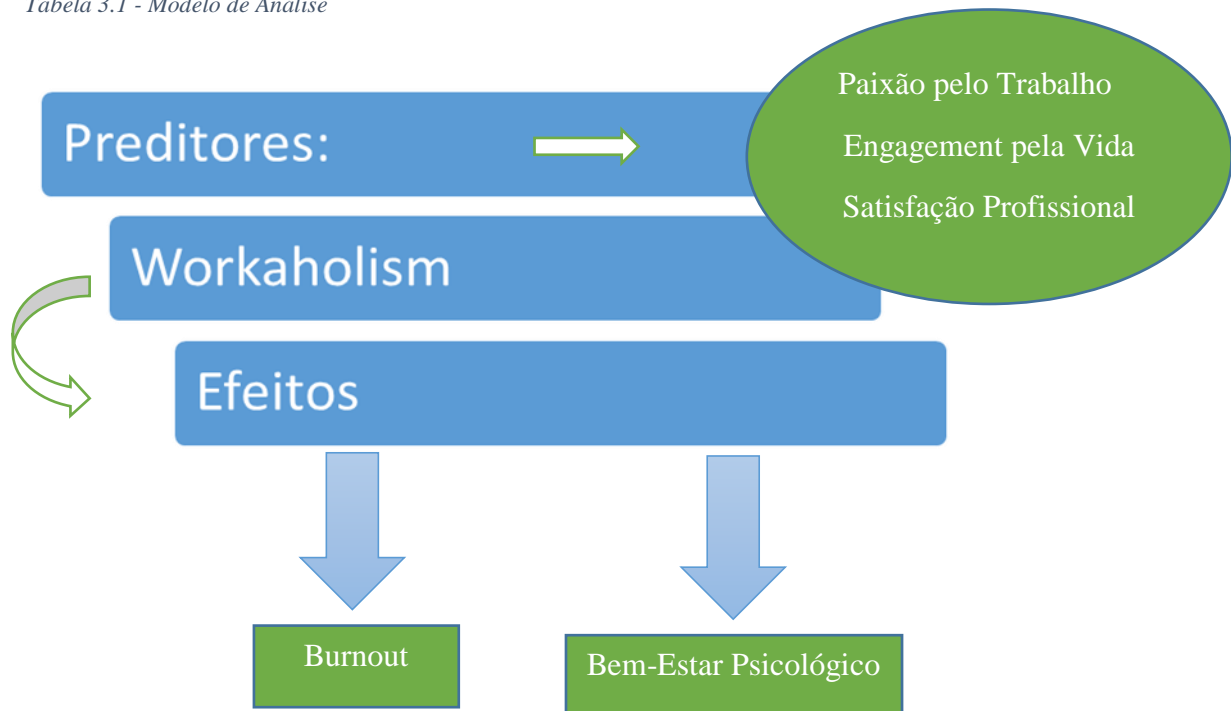 Tabela 3.1 - Modelo de Análise
Preditores:
Paixão pelo Trabalho
Engagement pela Vida
Satisfação Profissional
Workaholism
Efeitos
Burnout
Bem-Estar Psicológico